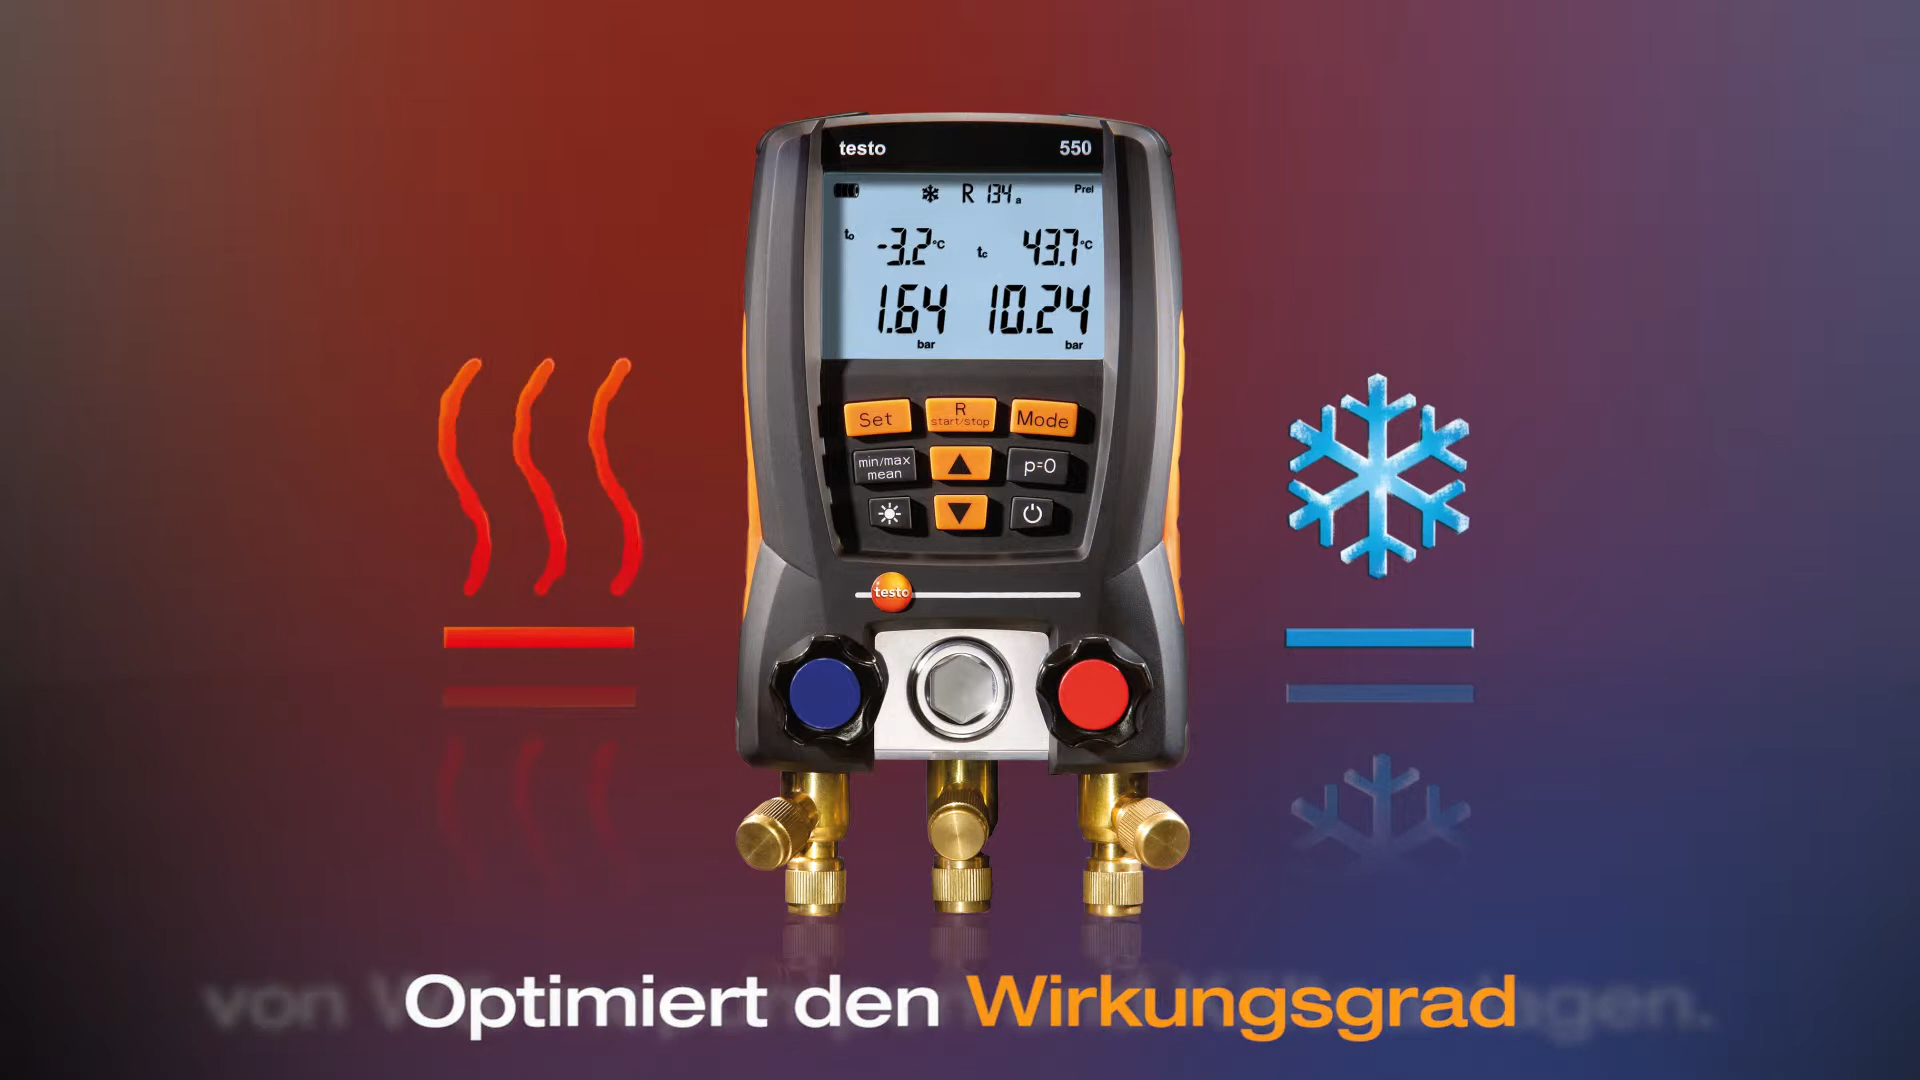 testo 550
R 134a Prel
to -3.2°C tc 43.7°C
1.64 10.24
bar bar
Set R start/stop Mode
min/max mean p=0
testo
Optimiert den Wirkungsgrad
von